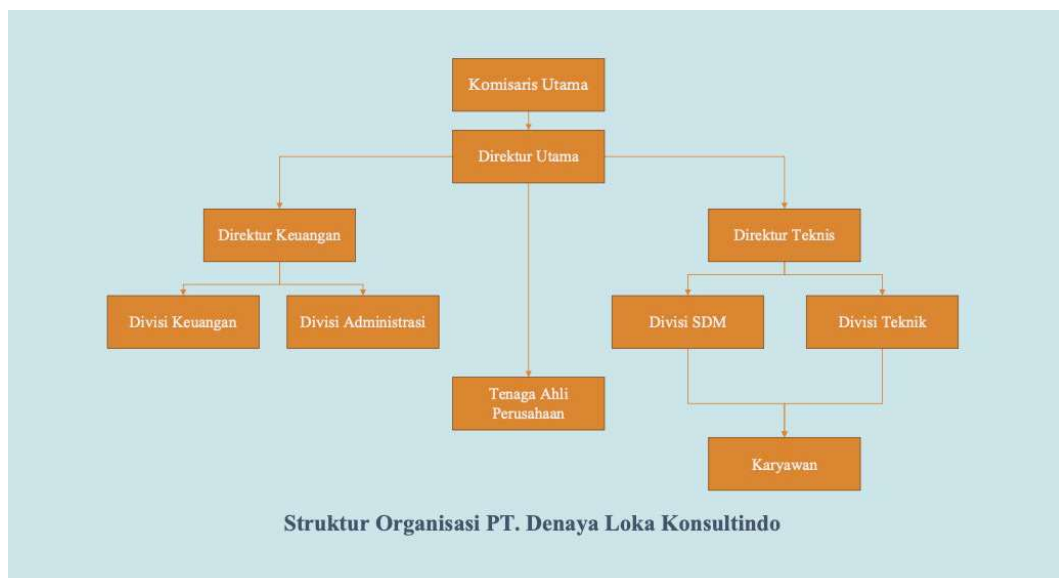 Komisaris Utama
Direktur Utama
Direktur Keuangan
Direktur Teknis
Divisi Keuangan
Divisi Administrasi
Divisi SDM
Divisi Teknik
Tenaga Ahli
Perusahaan
Karyawan
Struktur Organisasi PT. Denaya Loka Konsultindo